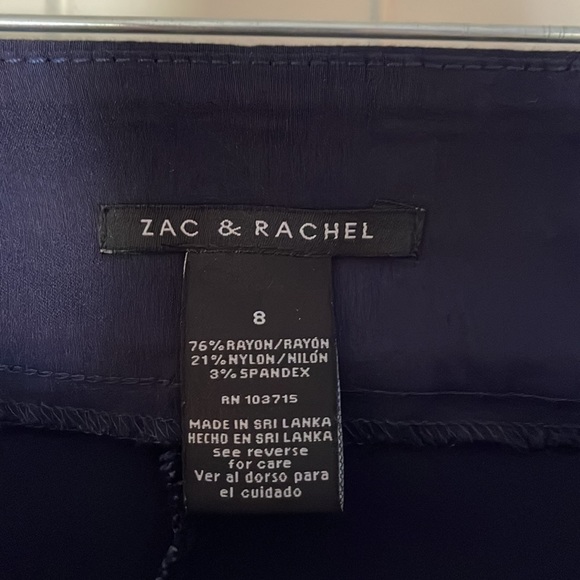 ZAC & RACHEL
8
76% RAYON/RAYÓN
21% NYLON/NILÓN
3% SPANDEX
RN 103715
MADE IN SRI LANKA
HECHO EN SRI LANKA
see reverse
for care
Ver al dorso para
el cuidado